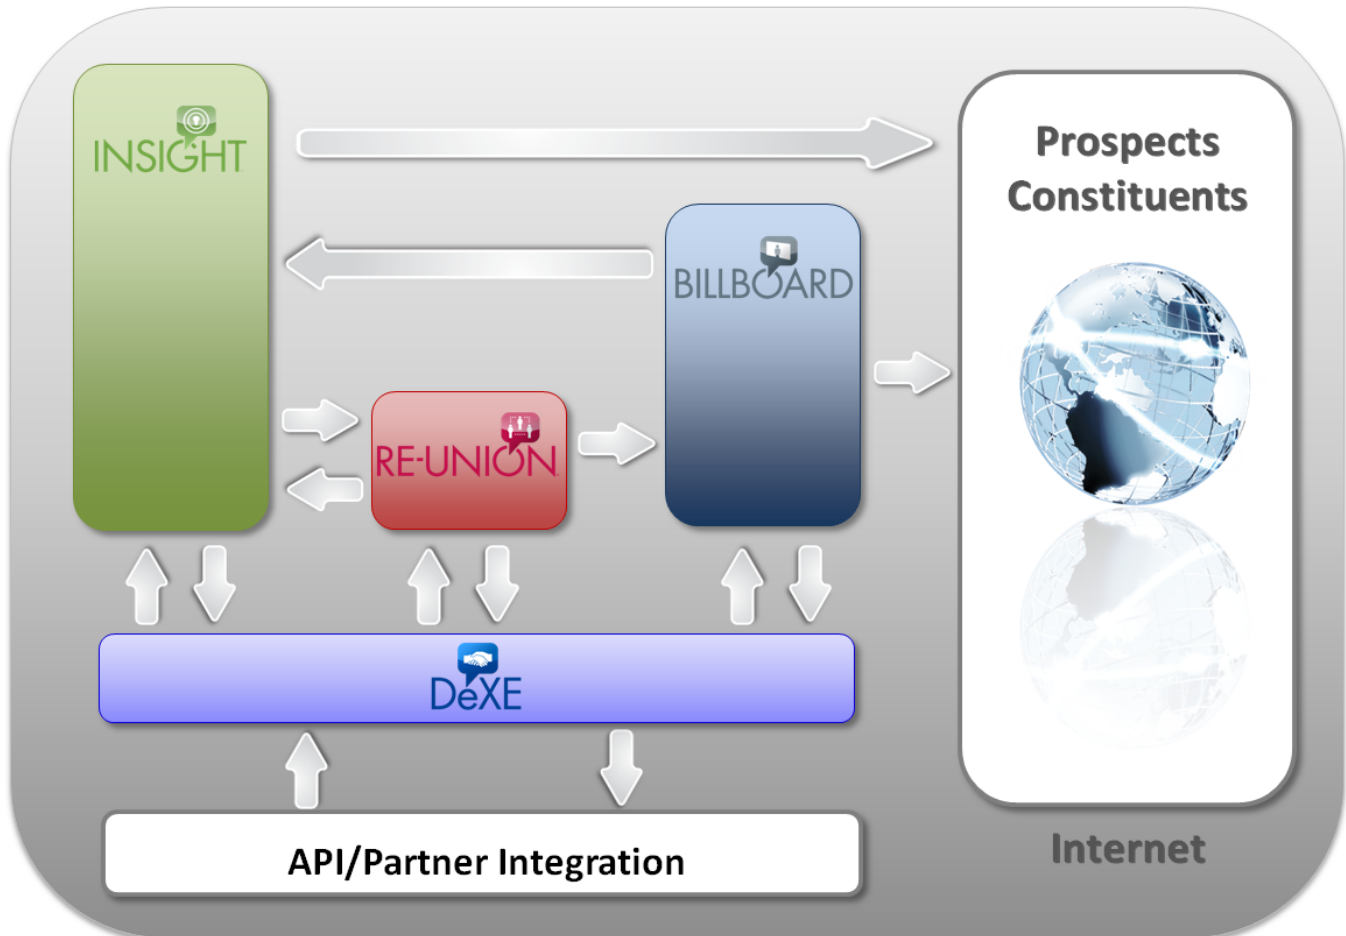 INSIGHT
Prospects
Constituents
BILLBOARD
RE-UNION
DeXE
API/Partner Integration
Internet